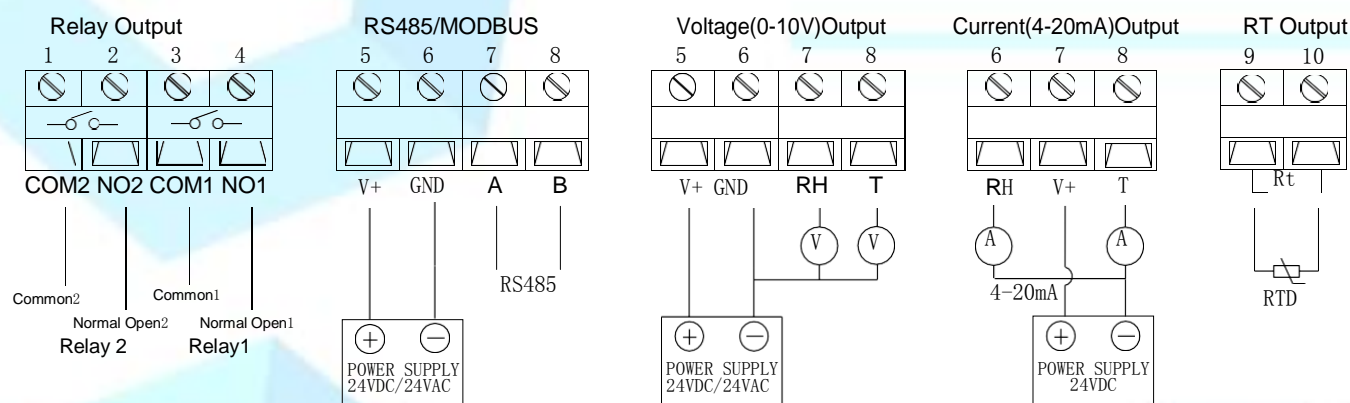 Relay Output
RS485/MODBUS
Voltage(0-10V)Output
Current(4-20mA)Output
RT Output
1 2 3 4
5 6 7 8
5 6 7 8
6 7 8
9 10
COM2 NO2 COM1 NO1
V+ GND A B
V+ GND RH T
RH V+ T
Rt
V V
A A
RS485
4-20mA
RTD
Common2
Common1
Normal Open2
Normal Open1
Relay 2
Relay1
+ −
POWER SUPPLY
24VDC/24VAC
+ −
POWER SUPPLY
24VDC/24VAC
+ −
POWER SUPPLY
24VDC